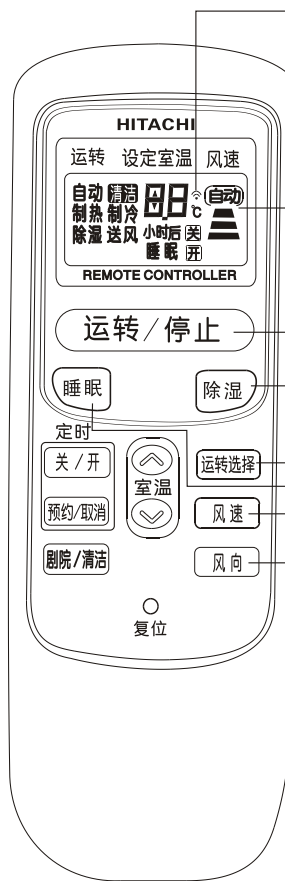 HITACHI
运转 设定室温 风速
自动 清洁 自动
制热 制冷 ℃
除湿 送风 小时后 关
睡眠 开
REMOTE CONTROLLER
运转/停止
睡眠 除湿
定时
关/开 运转选择
室温
预约/取消 风速
剧院/清洁 风向
复位